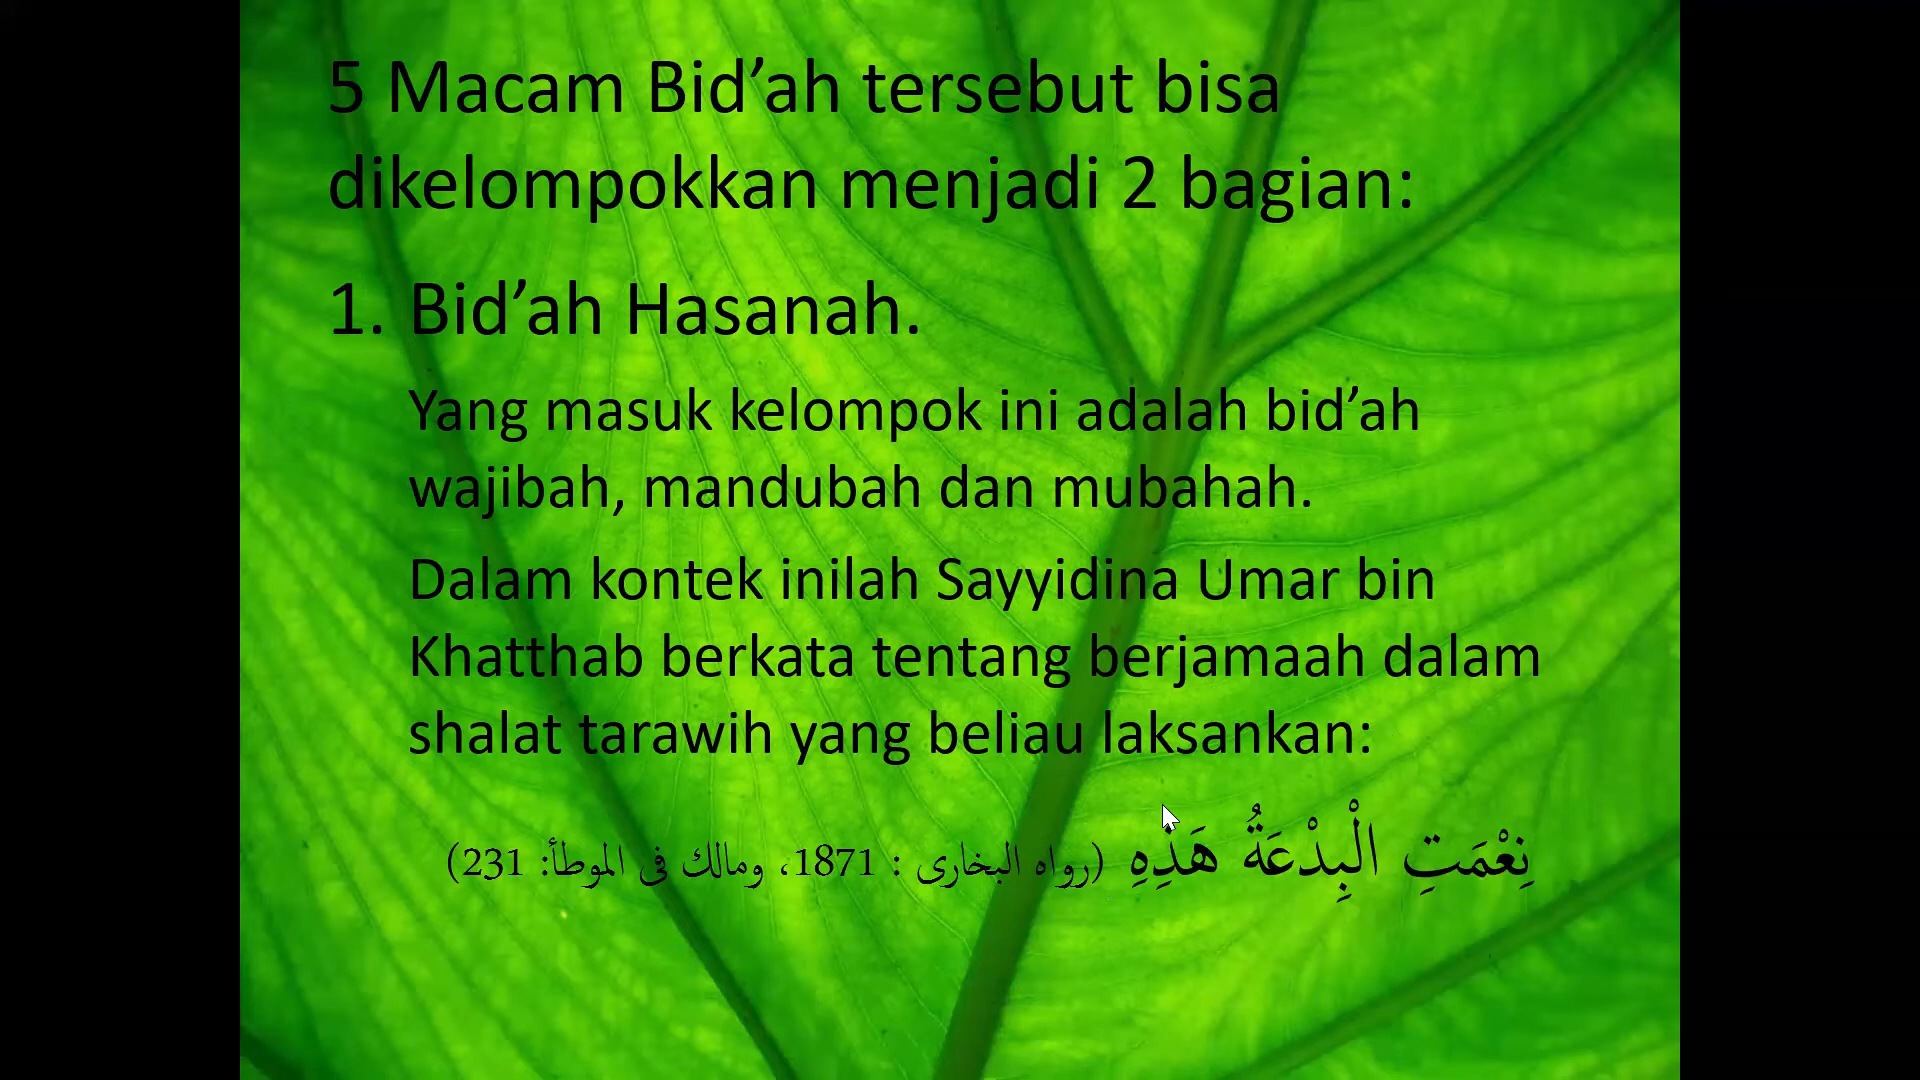 5 Macam Bid’ah tersebut bisa
dikelompokkan menjadi 2 bagian:
1. Bid’ah Hasanah.
Yang masuk kelompok ini adalah bid’ah
wajibah, mandubah dan mubahah.
Dalam kontek inilah Sayyidina Umar bin
Khatthab berkata tentang berjamaah dalam
shalat tarawih yang beliau laksankan:
نِعْمَتِ الْبِدْعَةُ هَذِهِ (رواه البخارى : 1871، ومالك فى الموطأ: 231)